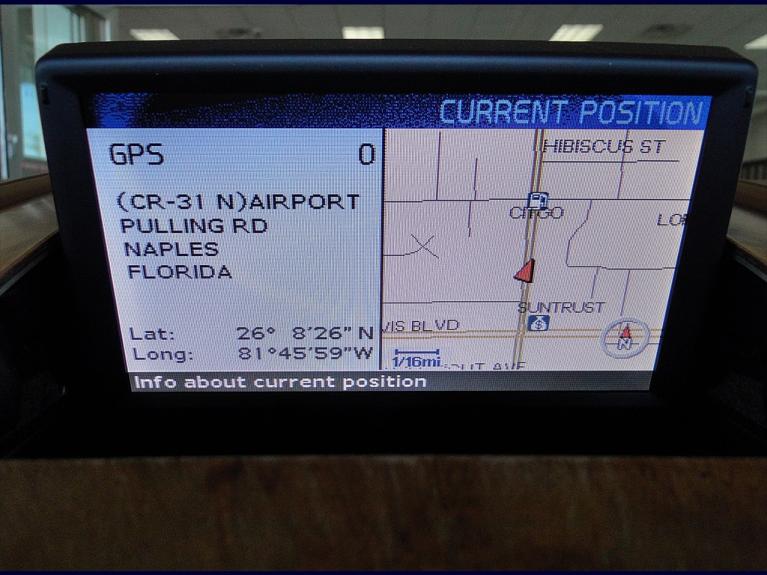 CURRENT POSITION
GPS 0
(CR-31 N)AIRPORT
PULLING RD
NAPLES
FLORIDA
Lat: 26° 8'26"N
Long: 81°45'59"W
HIBISCUS ST
CITGO
SUNTRUST
VIS BLVD
N
1/16mi
Info about current position